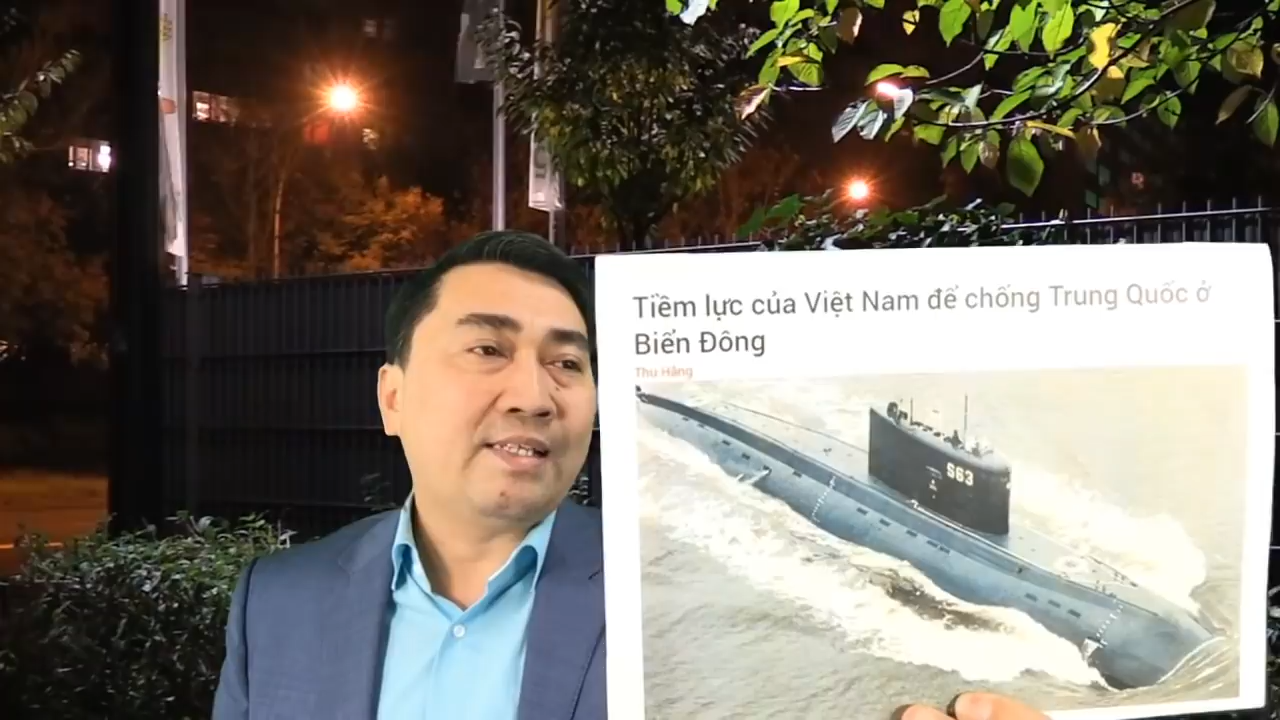 Tiềm lực của Việt Nam để chống Trung Quốc ở
Biển Đông
Thu Hằng
S63